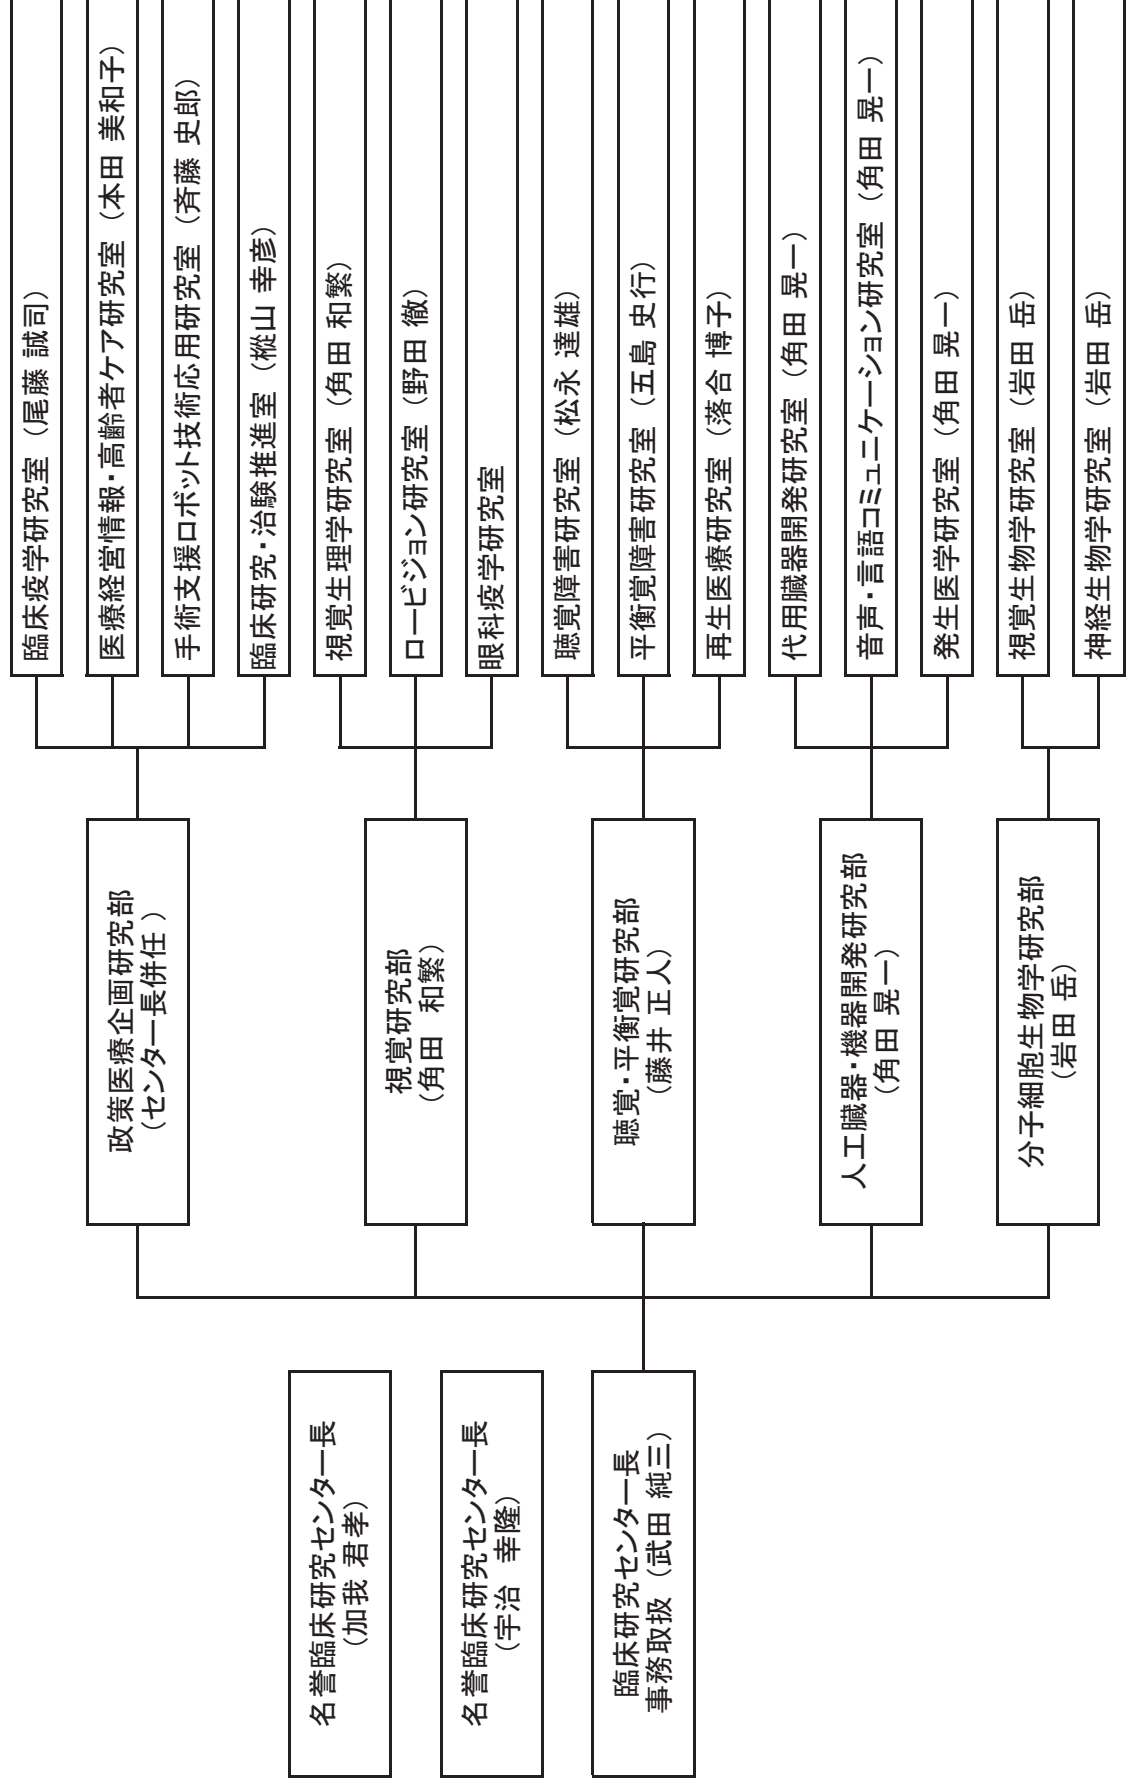 名誉臨床研究センター長
（加我 君孝）
名誉臨床研究センター長
（宇治 幸隆）
臨床研究センター長
事務取扱（武田 純三）
政策医療企画研究部
（センター長併任 ）
視覚研究部
（角田 和繁）
聴覚・平衡覚研究部
（藤井 正人）
人工臓器・機器開発研究部
（角田 晃一）
分子細胞生物学研究部
（岩田 岳）
臨床疫学研究室（尾藤 誠司）
医療経営情報・高齢者ケア研究室（本田 美和子）
手術支援ロボット技術応用研究室（斉藤 史郎）
臨床研究・治験推進室（樅山 幸彦）
視覚生理学研究室（角田 和繁）
ロービジョン研究室（野田 徹）
眼科疫学研究室
聴覚障害研究室（松永 達雄）
平衡覚障害研究室（五島 史行）
再生医療研究室（落合 博子）
代用臓器開発研究室（角田 晃一）
音声・言語コミュニケーション研究室（角田 晃一）
発生医学研究室（角田 晃一）
視覚生物学研究室（岩田 岳）
神経生物学研究室（岩田 岳）